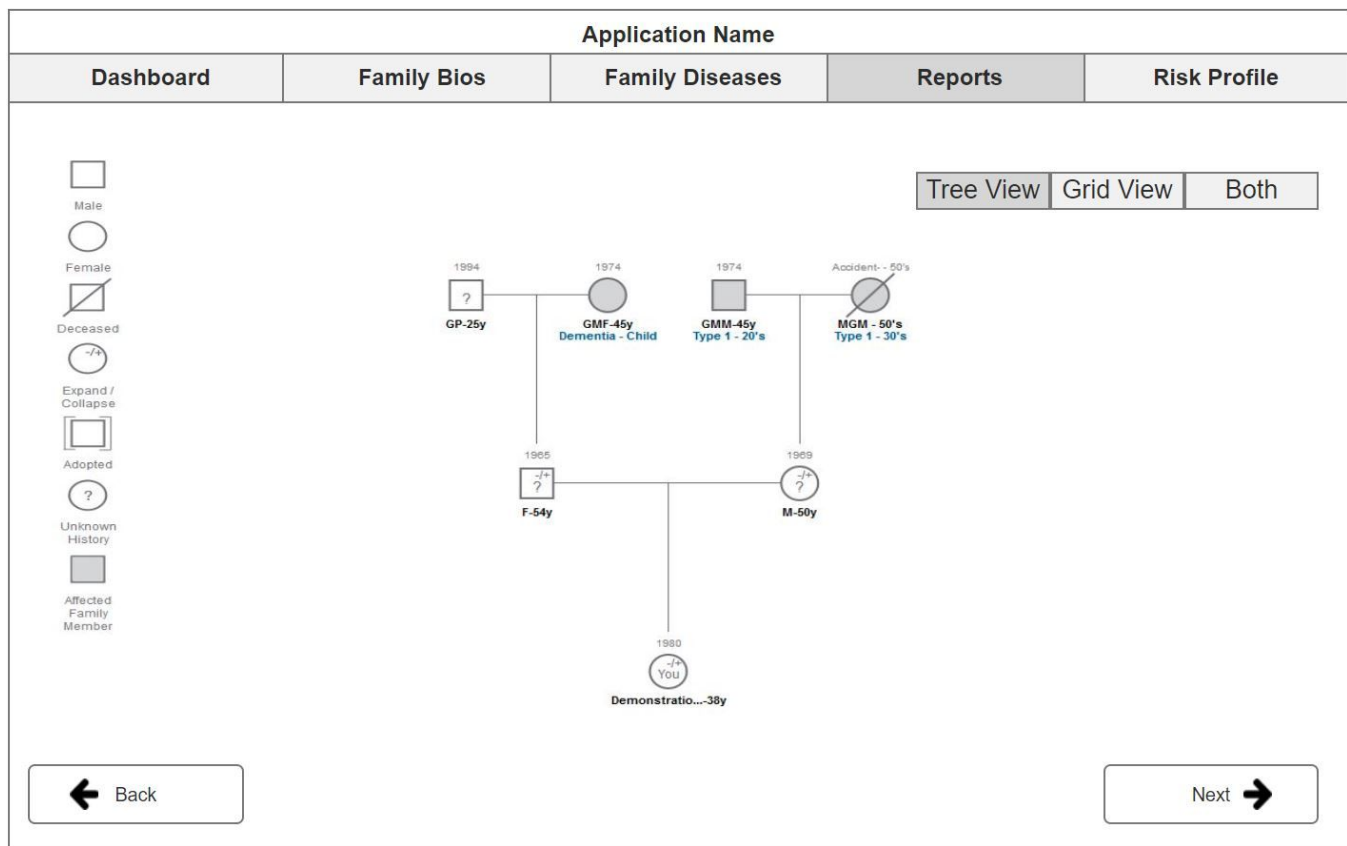 Application Name
Dashboard Family Bios Family Diseases Reports Risk Profile
Tree View Grid View Both
Male
Female
Deceased
-/+
Expand /
Collapse
Adopted
?
Unknown
History
Affected
Family
Member
1994 1974 1974 Accident- - 50's
?
GP-25y GMF-45y GMM-45y MGM - 50's
Dementia - Child Type 1 - 20's Type 1 - 30's
1965 1969
-/+ -/+
? ?
F-54y M-50y
1980
-/+
You
Demonstratio...-38y
Back Next